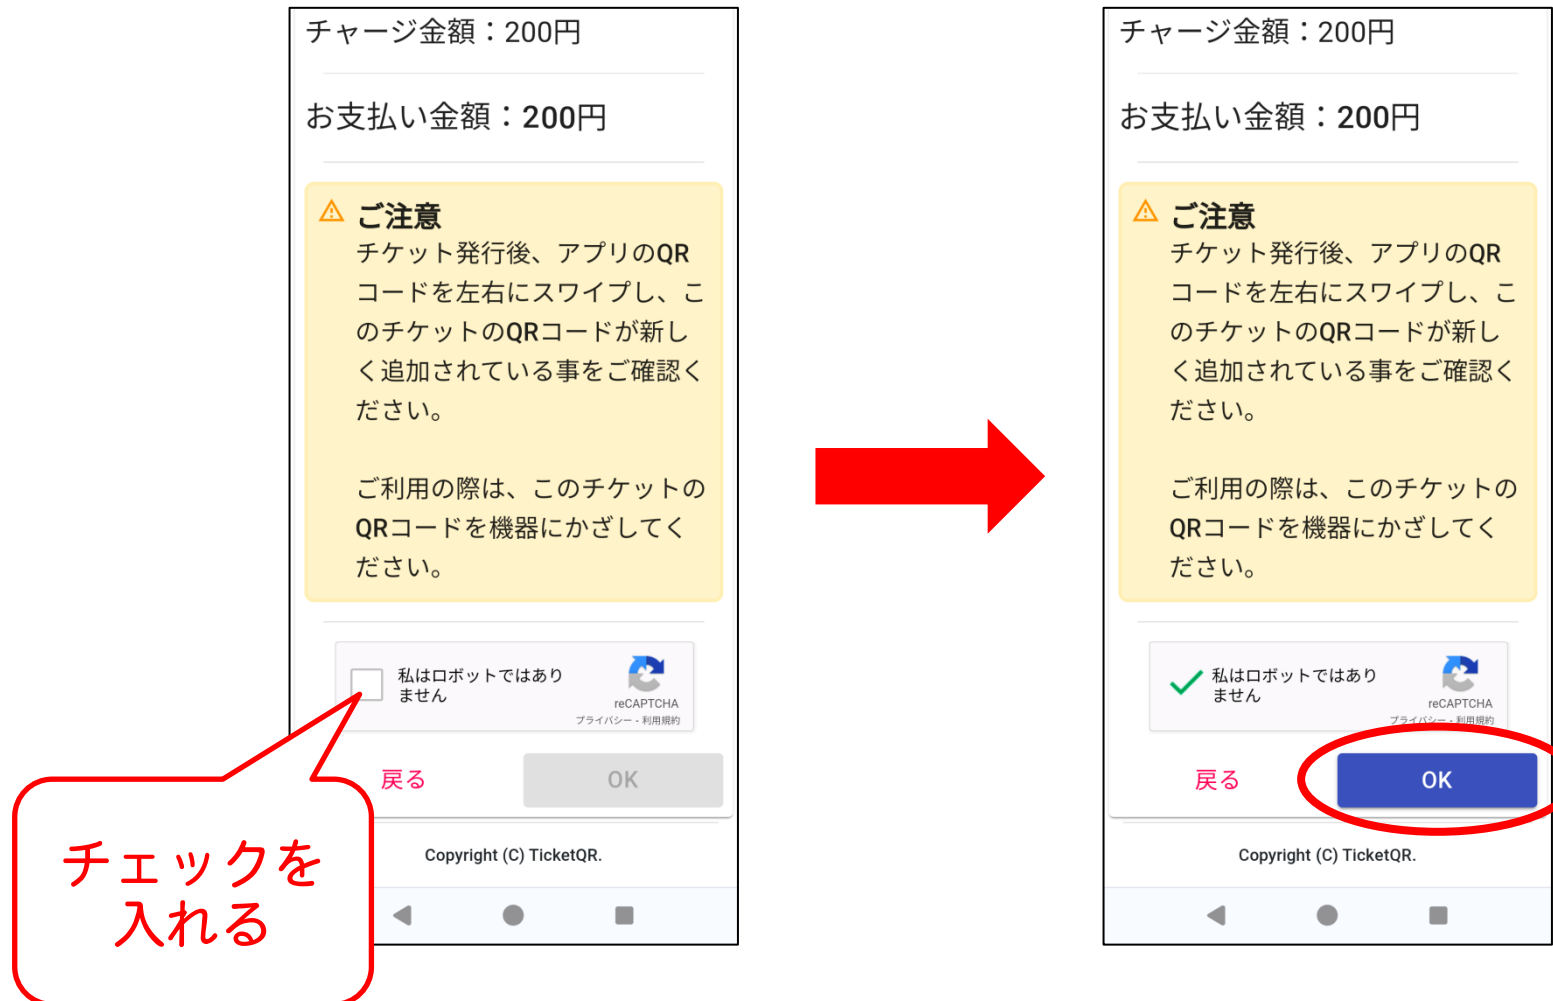 チャージ金額：200円
お支払い金額：200円
ご注意
チケット発行後、アプリのQR
コードを左右にスワイプし、こ
のチケットのQRコードが新し
く追加されている事をご確認く
ださい。
ご利用の際は、このチケットの
QRコードを機器にかざしてく
ださい。
私はロボットではあり
ません
reCAPTCHA
プライバシー - 利用規約
戻る
OK
Copyright (C) TicketQR.
チェックを
入れる
チャージ金額：200円
お支払い金額：200円
ご注意
チケット発行後、アプリのQR
コードを左右にスワイプし、こ
のチケットのQRコードが新し
く追加されている事をご確認く
ださい。
ご利用の際は、このチケットの
QRコードを機器にかざしてく
ださい。
私はロボットではあり
ません
reCAPTCHA
プライバシー - 利用規約
戻る
OK
Copyright (C) TicketQR.